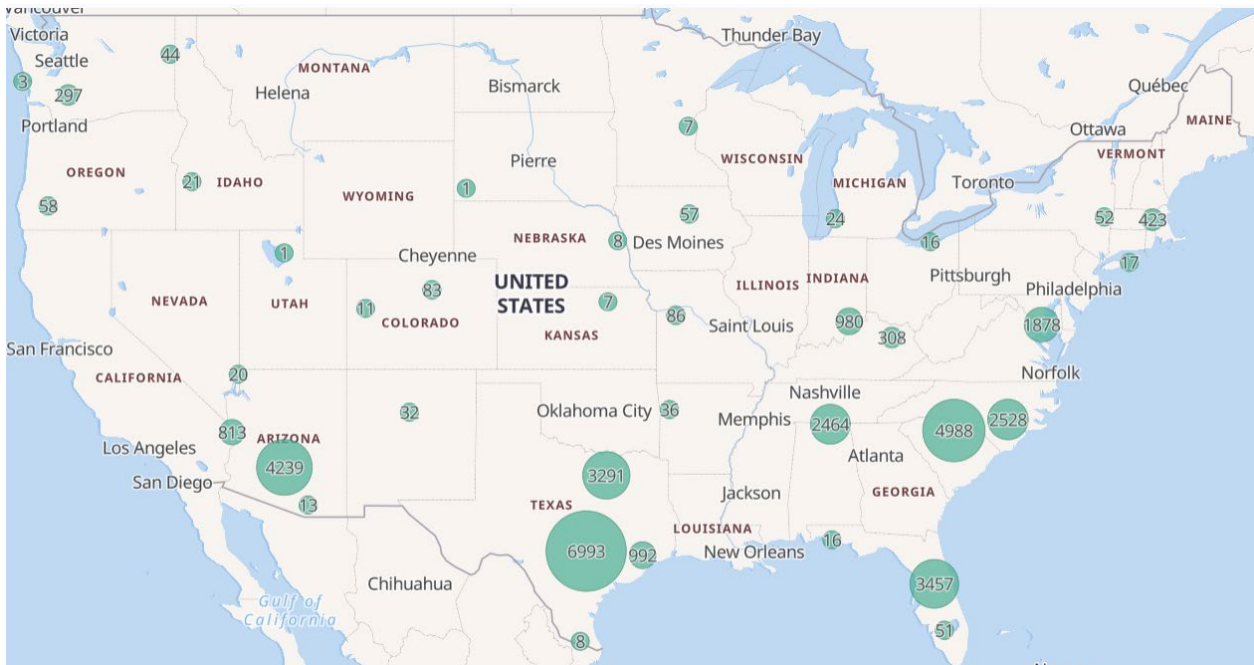 Vancouver
Victoria
Thunder Bay
Seattle
44
MONTANA
3
297
Helena
Bismarck
Québec
Portland
7
Ottawa
MAINE
OREGON
21
IDAHO
WYOMING
1
Pierre
WISCONSIN
MICHIGAN
Toronto
VERMONT
58
57
24
52
423
NEBRASKA
8
Des Moines
16
1
Cheyenne
17
UNITED
STATES
ILLINOIS
INDIANA
Pittsburgh
Philadelphia
NEVADA
UTAH
83
11
COLORADO
7
KANSAS
86
Saint Louis
980
308
1878
San Francisco
CALIFORNIA
20
Norfolk
32
Oklahoma City
36
Nashville
Memphis
2464
4988
2528
813
ARIZONA
Los Angeles
4239
San Diego
13
3291
Atlanta
TEXAS
Jackson
GEORGIA
LOUISIANA
6993
992
New Orleans
16
Chihuahua
3457
Gulf of
California
51
8